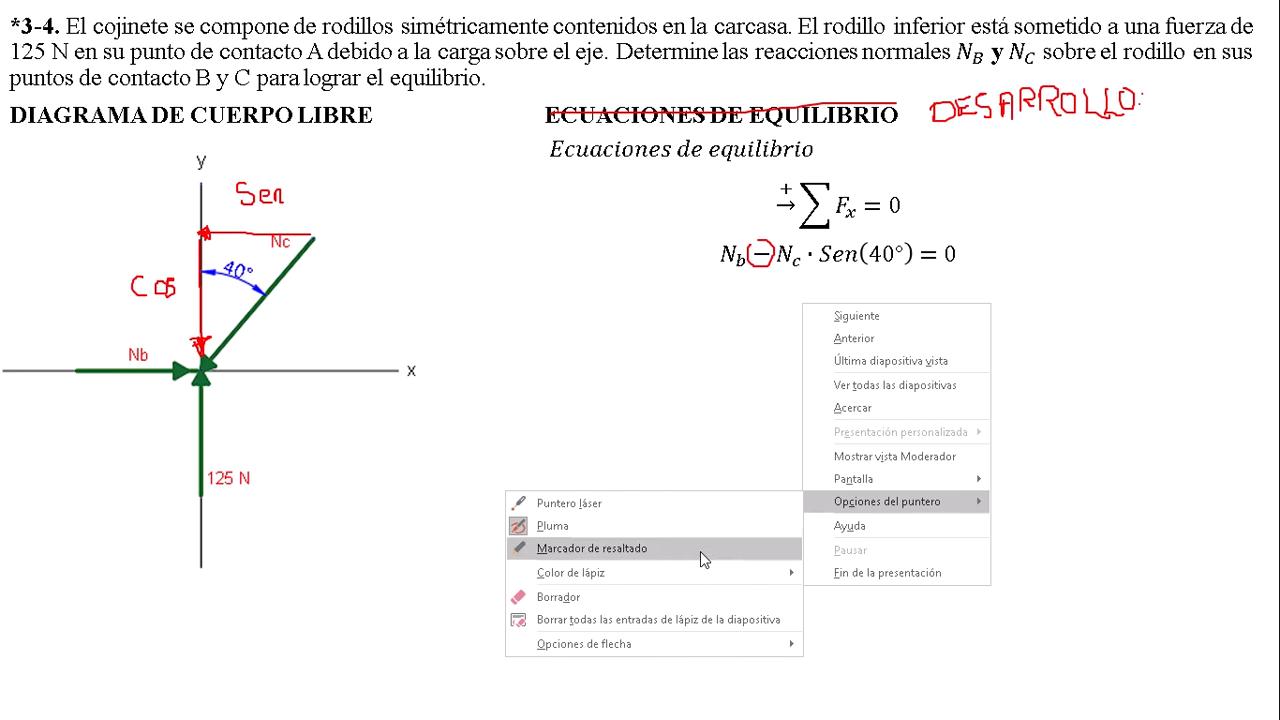 *3-4. El cojinete se compone de rodillos simétricamente contenidos en la carcasa. El rodillo inferior está sometido a una fuerza de
125 N en su punto de contacto A debido a la carga sobre el eje. Determine las reacciones normales N_B y N_C sobre el rodillo en sus
puntos de contacto B y C para lograr el equilibrio.
DIAGRAMA DE CUERPO LIBRE
ECUACIONES DE EQUILIBRIO
DESARROLLO:
Ecuaciones de equilibrio
+→ ∑ F_x = 0
N_b − N_c · Sen(40°) = 0
y
Sen
Nc
40°
Cos
Nb
x
125 N
Siguiente
Anterior
Última diapositiva vista
Ver todas las diapositivas
Acercar
Presentación personalizada
Mostrar vista Moderador
Pantalla
Opciones del puntero
Ayuda
Pausar
Fin de la presentación
Puntero láser
Pluma
Marcador de resaltado
Color de lápiz
Borrador
Borrar todas las entradas de lápiz de la diapositiva
Opciones de flecha